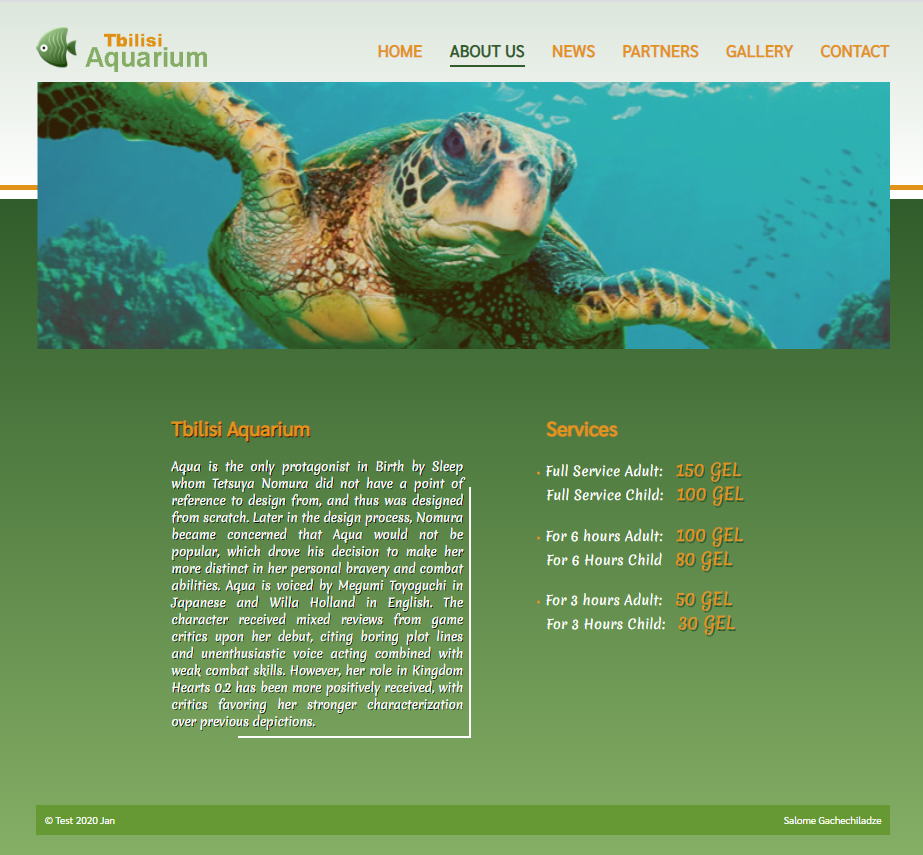 Tbilisi
Aquarium
HOME ABOUT US NEWS PARTNERS GALLERY CONTACT
Tbilisi Aquarium
Aqua is the only protagonist in Birth by Sleep
whom Tetsuya Nomura did not have a point of
reference to design from, and thus was designed
from scratch. Later in the design process, Nomura
became concerned that Aqua would not be
popular, which drove his decision to make her
more distinct in her personal bravery and combat
abilities. Aqua is voiced by Megumi Toyoguchi in
Japanese and Willa Holland in English. The
character received mixed reviews from game
critics upon her debut, citing boring plot lines
and unenthusiastic voice acting combined with
weak combat skills. However, her role in Kingdom
Hearts 0.2 has been more positively received, with
critics favoring her stronger characterization
over previous depictions.
Services
Full Service Adult: 150 GEL
Full Service Child: 100 GEL
For 6 hours Adult: 100 GEL
For 6 Hours Child 80 GEL
For 3 hours Adult: 50 GEL
For 3 Hours Child: 30 GEL
© Test 2020 Jan
Salome Gachechiladze